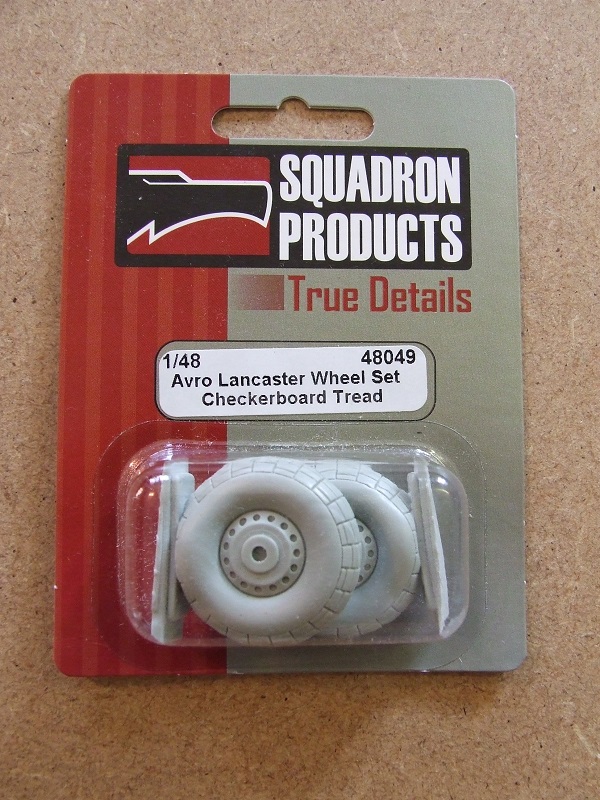 SQUADRON
PRODUCTS
True Details
1/48 48049
Avro Lancaster Wheel Set
Checkerboard Tread